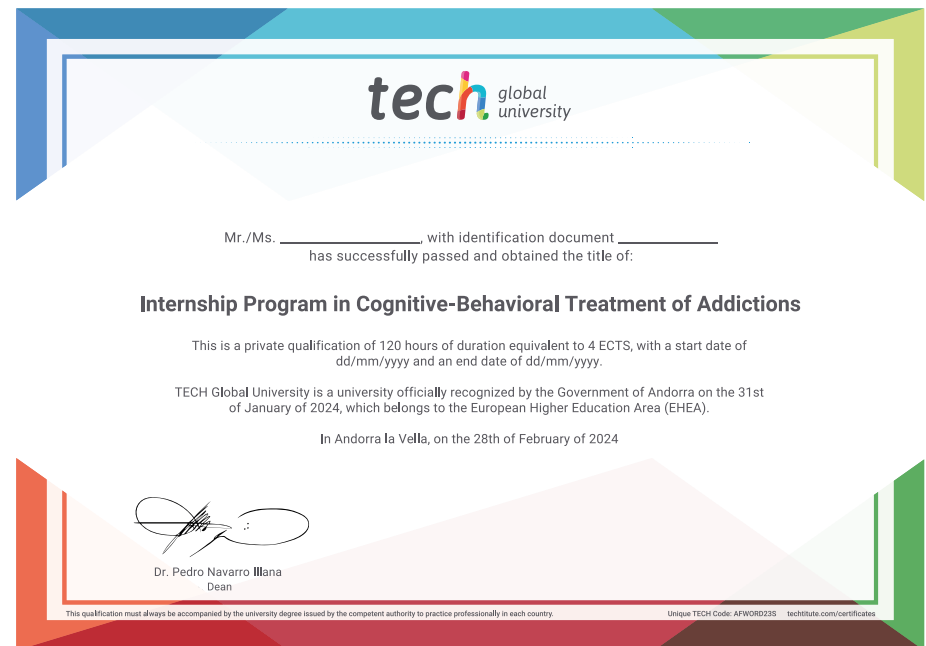 tech global university
Mr./Ms. ____________________, with identification document ______________
has successfully passed and obtained the title of:
Internship Program in Cognitive-Behavioral Treatment of Addictions
This is a private qualification of 120 hours of duration equivalent to 4 ECTS, with a start date of
dd/mm/yyyy and an end date of dd/mm/yyyy.
TECH Global University is a university officially recognized by the Government of Andorra on the 31st
of January of 2024, which belongs to the European Higher Education Area (EHEA).
In Andorra la Vella, on the 28th of February of 2024
Dr. Pedro Navarro Illana
Dean
This qualification must always be accompanied by the university degree issued by the competent authority to practice professionally in each country.
Unique TECH Code: AFWORD23S techtitute.com/certificates